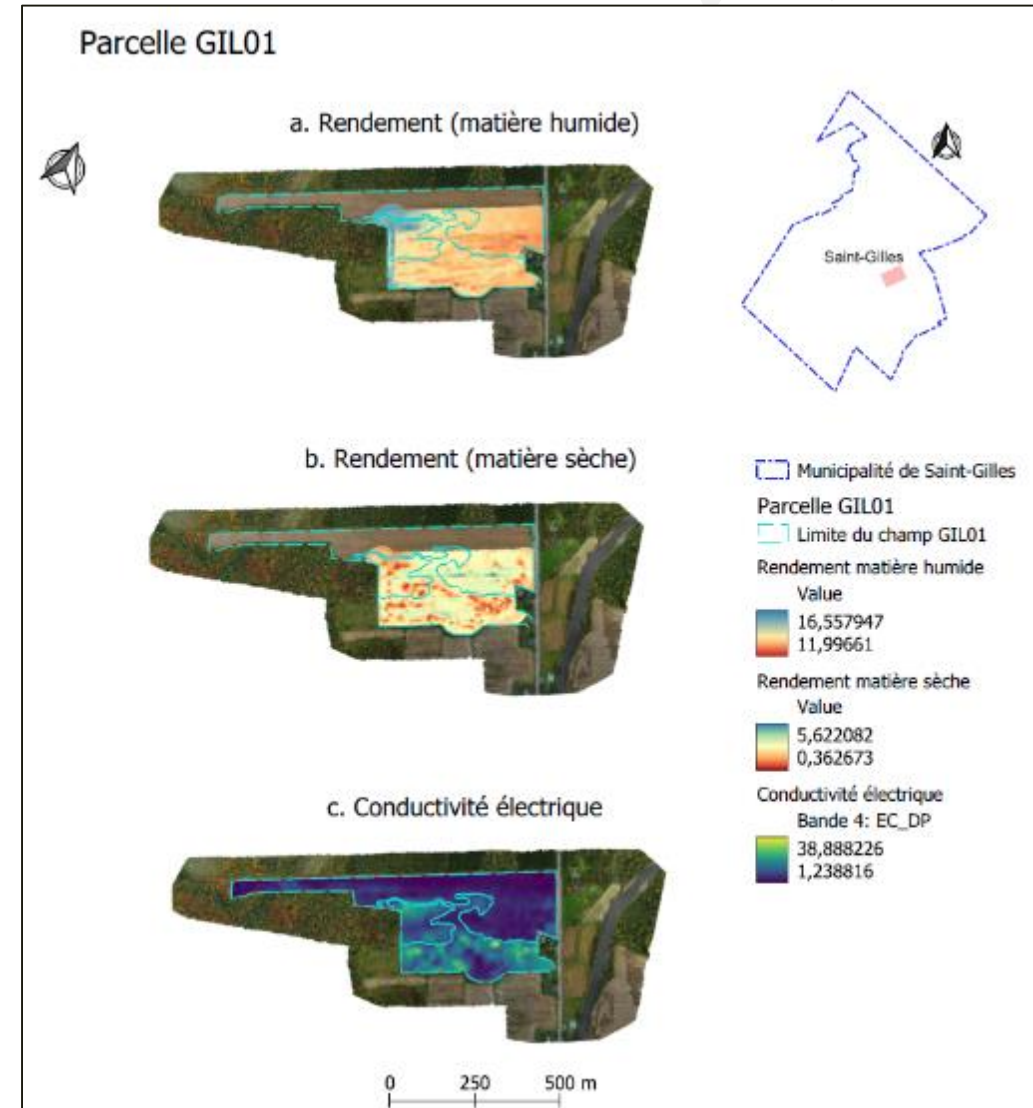 Parcelle GIL01
a. Rendement (matière humide)
Saint-Gilles
b. Rendement (matière sèche)
Municipalité de Saint-Gilles
Parcelle GIL01
Limite du champ GIL01
Rendement matière humide
Value
16,557947
11,99661
Rendement matière sèche
Value
5,622082
0,362673
Conductivité électrique
Bande 4: EC_DP
38,888226
1,238816
c. Conductivité électrique
0 250 500 m